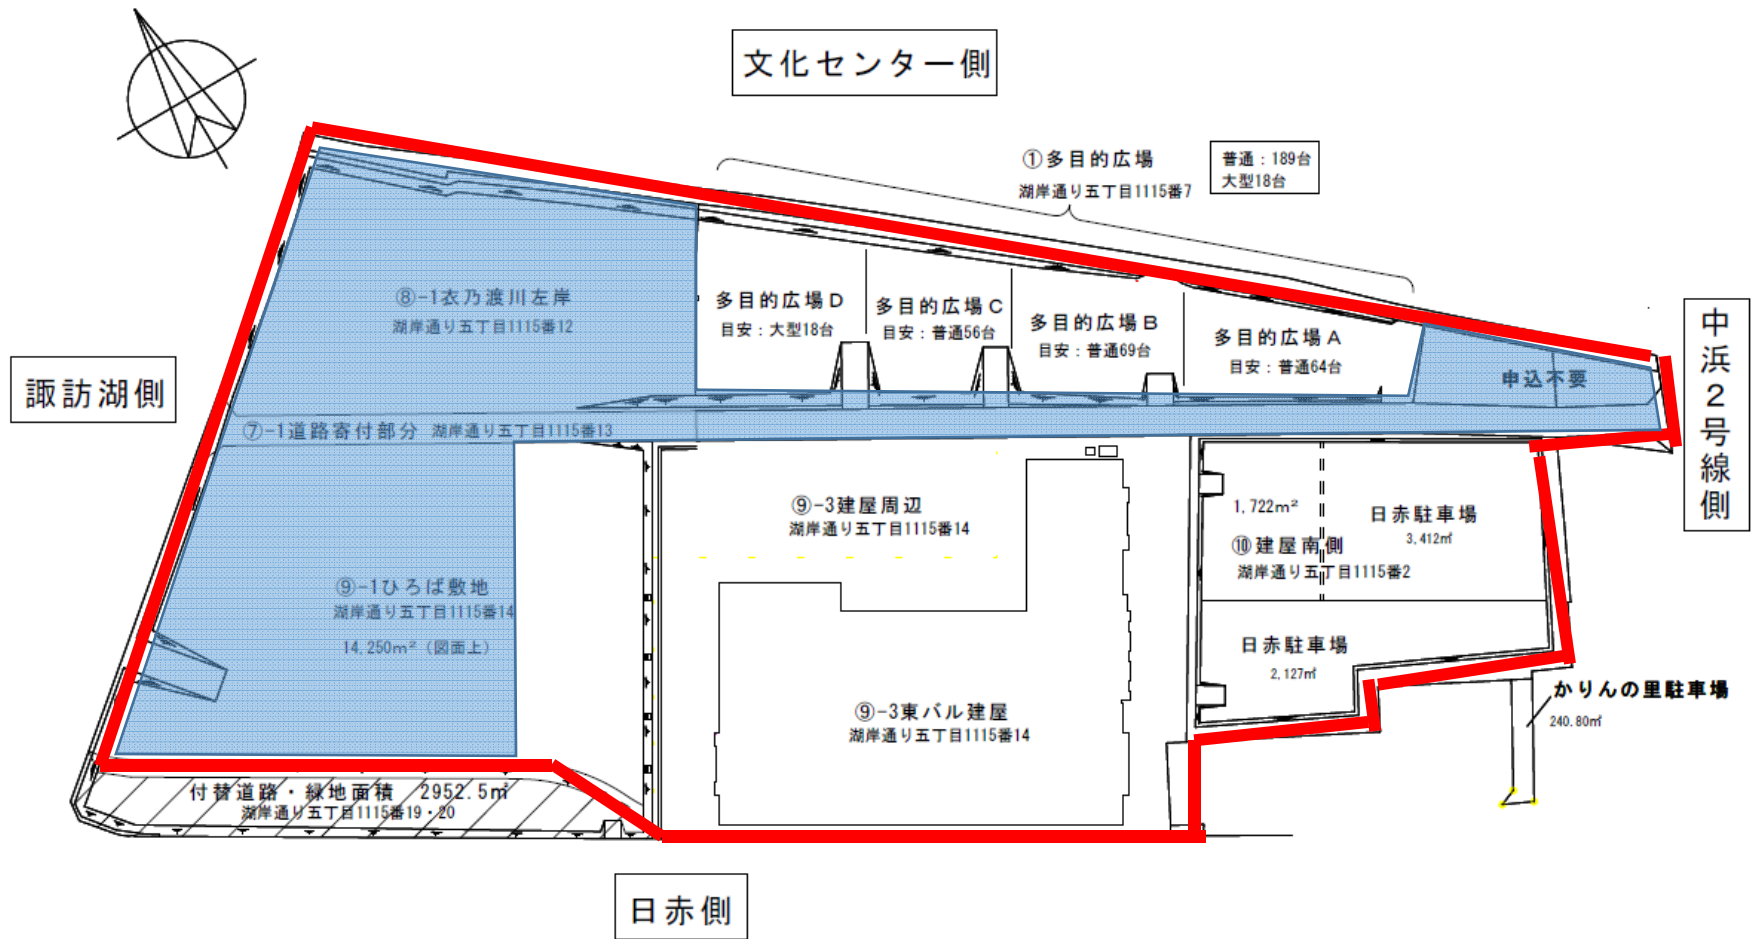 文化センター側
①多目的広場
湖岸通り五丁目1115番7
普通：189台
大型18台
⑧-1衣乃渡川左岸
湖岸通り五丁目1115番12
多目的広場D
目安：大型18台
多目的広場C
目安：普通56台
多目的広場B
目安：普通69台
多目的広場A
目安：普通64台
申込不要
中浜2号線側
諏訪湖側
⑦-1道路寄付部分 湖岸通り五丁目1115番13
⑨-3建屋周辺
湖岸通り五丁目1115番14
1,722m²
日赤駐車場
3,412㎡
⑩建屋南側
湖岸通り五丁目1115番2
⑨-1ひろば敷地
湖岸通り五丁目1115番14
14,250m²（図面上）
日赤駐車場
2,127㎡
かりんの里駐車場
240.80㎡
⑨-3東バル建屋
湖岸通り五丁目1115番14
付替道路・緑地面積 2952.5㎡
湖岸通り五丁目1115番19・20
日赤側